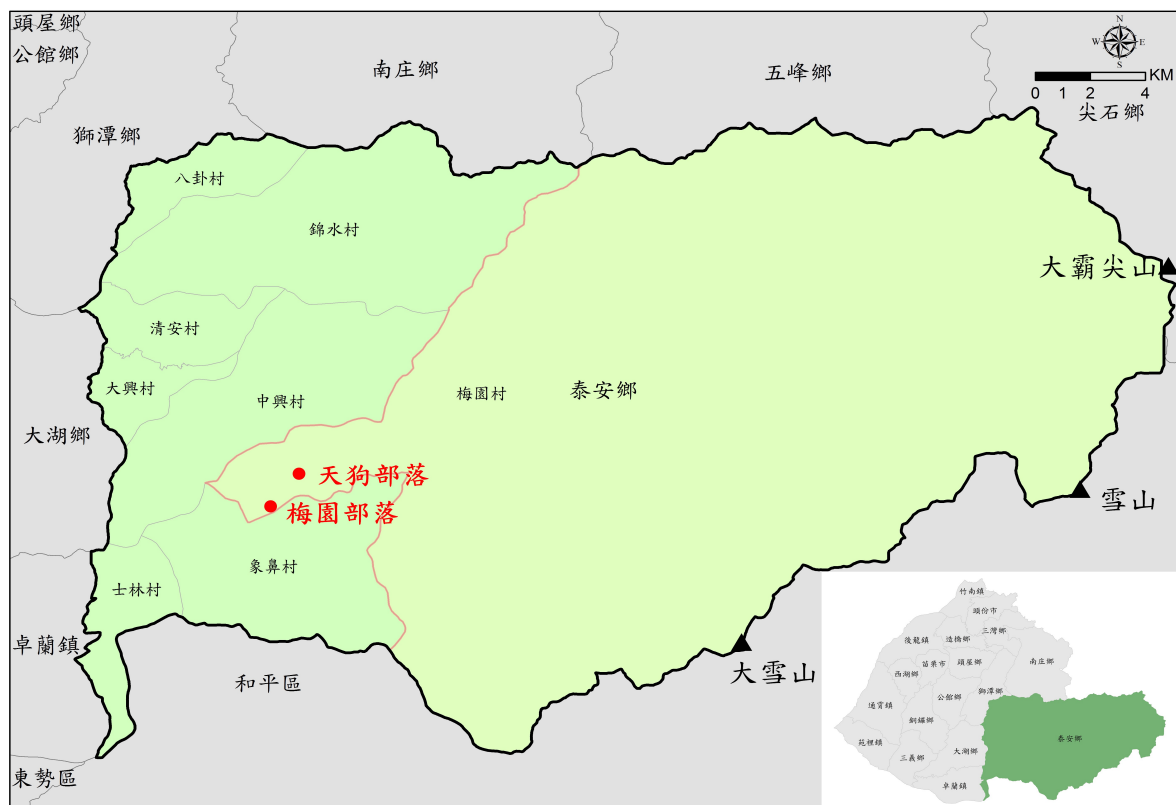 頭屋鄉
公館鄉
南庄鄉
五峰鄉
N
W E
S
KM
0 1 2 4
尖石鄉
獅潭鄉
八卦村
錦水村
大霸尖山
清安村
大興村
中興村
梅園村
泰安鄉
大湖鄉
天狗部落
梅園部落
雪山
象鼻村
士林村
卓蘭鎮
和平區
大雪山
東勢區
竹南鎮
頭份市
後龍鎮
造橋鄉
三灣鄉
苗栗市
頭屋鄉
南庄鄉
西湖鄉
公館鄉
獅潭鄉
通霄鎮
銅鑼鄉
泰安鄉
苑裡鎮
三義鄉
大湖鄉
卓蘭鎮